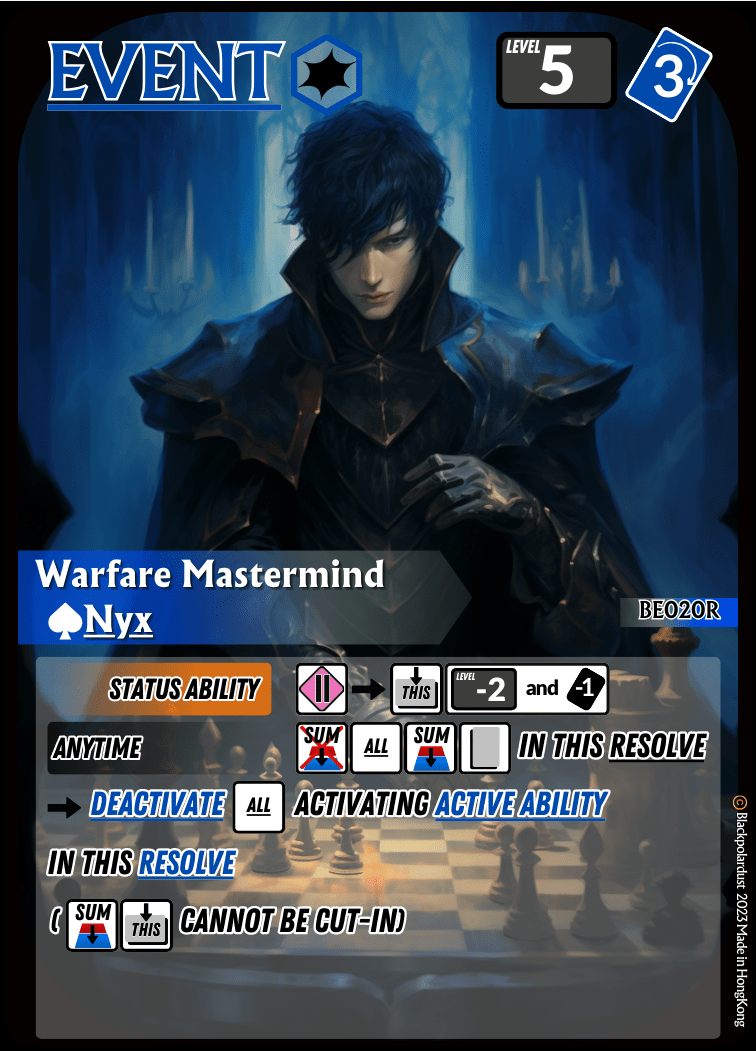 EVENT
LEVEL 5
3
Warfare Mastermind
Nyx
BE020R
STATUS ABILITY THIS LEVEL -2 and -1
ANYTIME SUM ALL SUM IN THIS RESOLVE
DEACTIVATE ALL ACTIVATING ACTIVE ABILITY
IN THIS RESOLVE
( SUM THIS CANNOT BE CUT-IN)
© Blackpolardust 2023 Made in HongKong